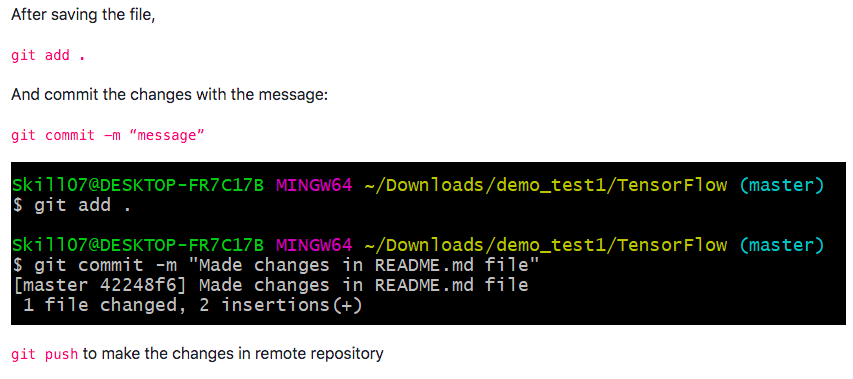 After saving the file,
git add .
And commit the changes with the message:
git commit -m “message”
Skill07@DESKTOP-FR7C17B MINGW64 ~/Downloads/demo_test1/TensorFlow (master)
$ git add .
Skill07@DESKTOP-FR7C17B MINGW64 ~/Downloads/demo_test1/TensorFlow (master)
$ git commit -m "Made changes in README.md file"
[master 42248f6] Made changes in README.md file
1 file changed, 2 insertions(+)
git push to make the changes in remote repository